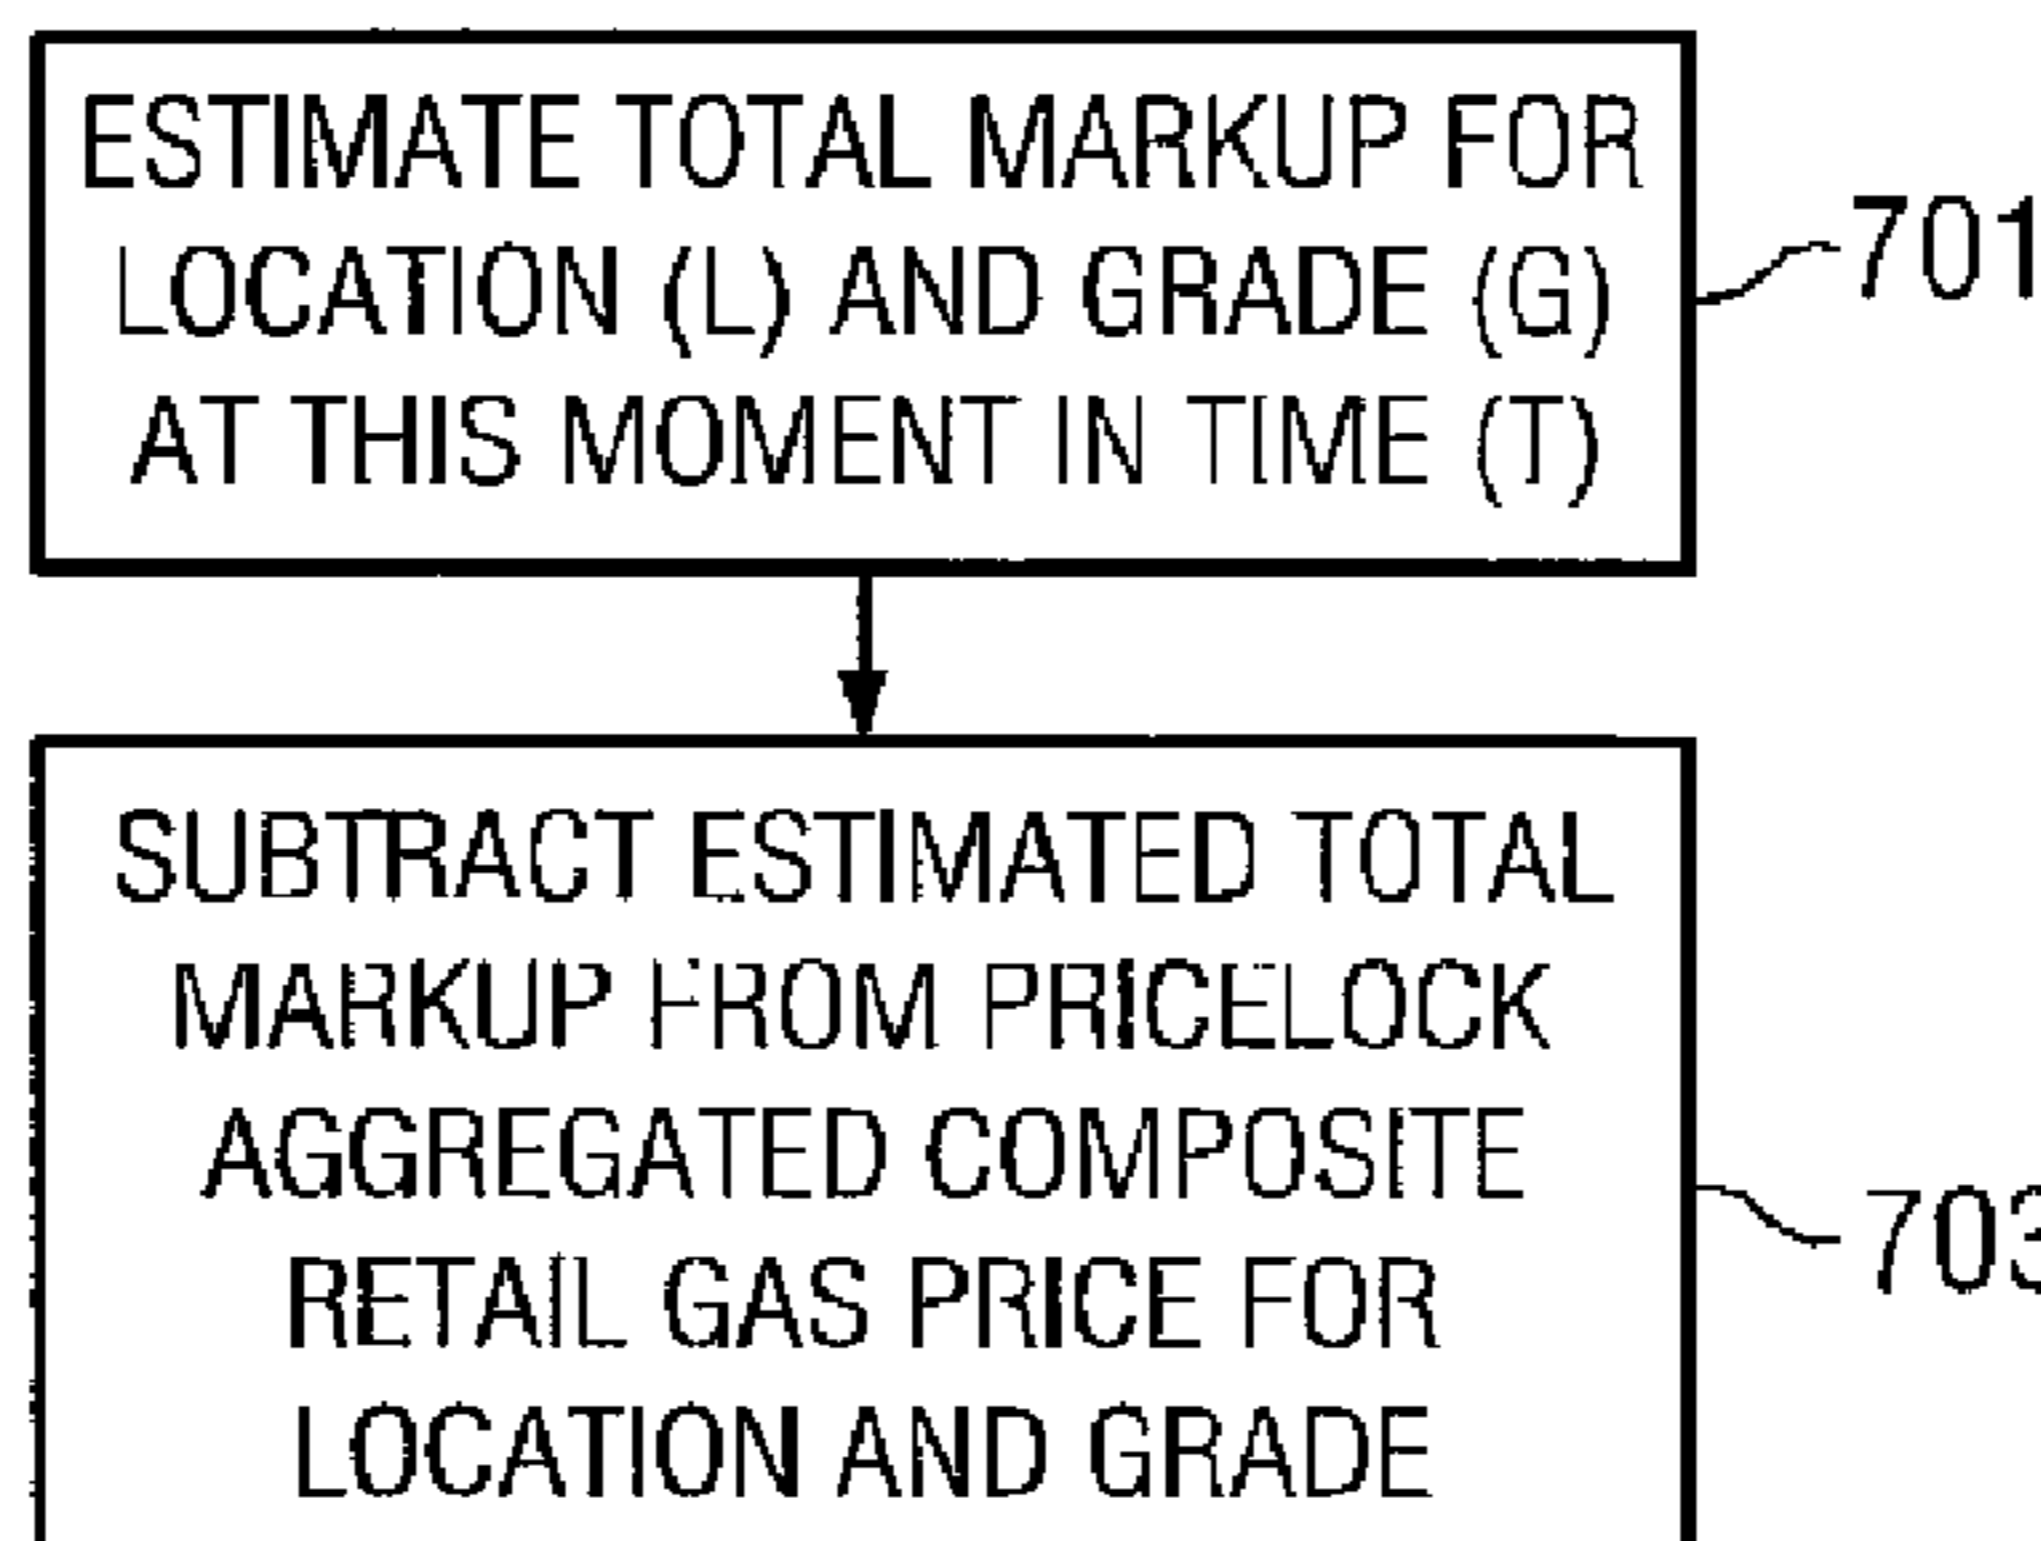 ESTIMATE TOTAL MARKUP FOR
LOCATION (L) AND GRADE (G)
AT THIS MOMENT IN TIME (T)
701
SUBTRACT ESTIMATED TOTAL
MARKUP FROM PRICELOCK
AGGREGATED COMPOSITE
RETAIL GAS PRICE FOR
LOCATION AND GRADE
703